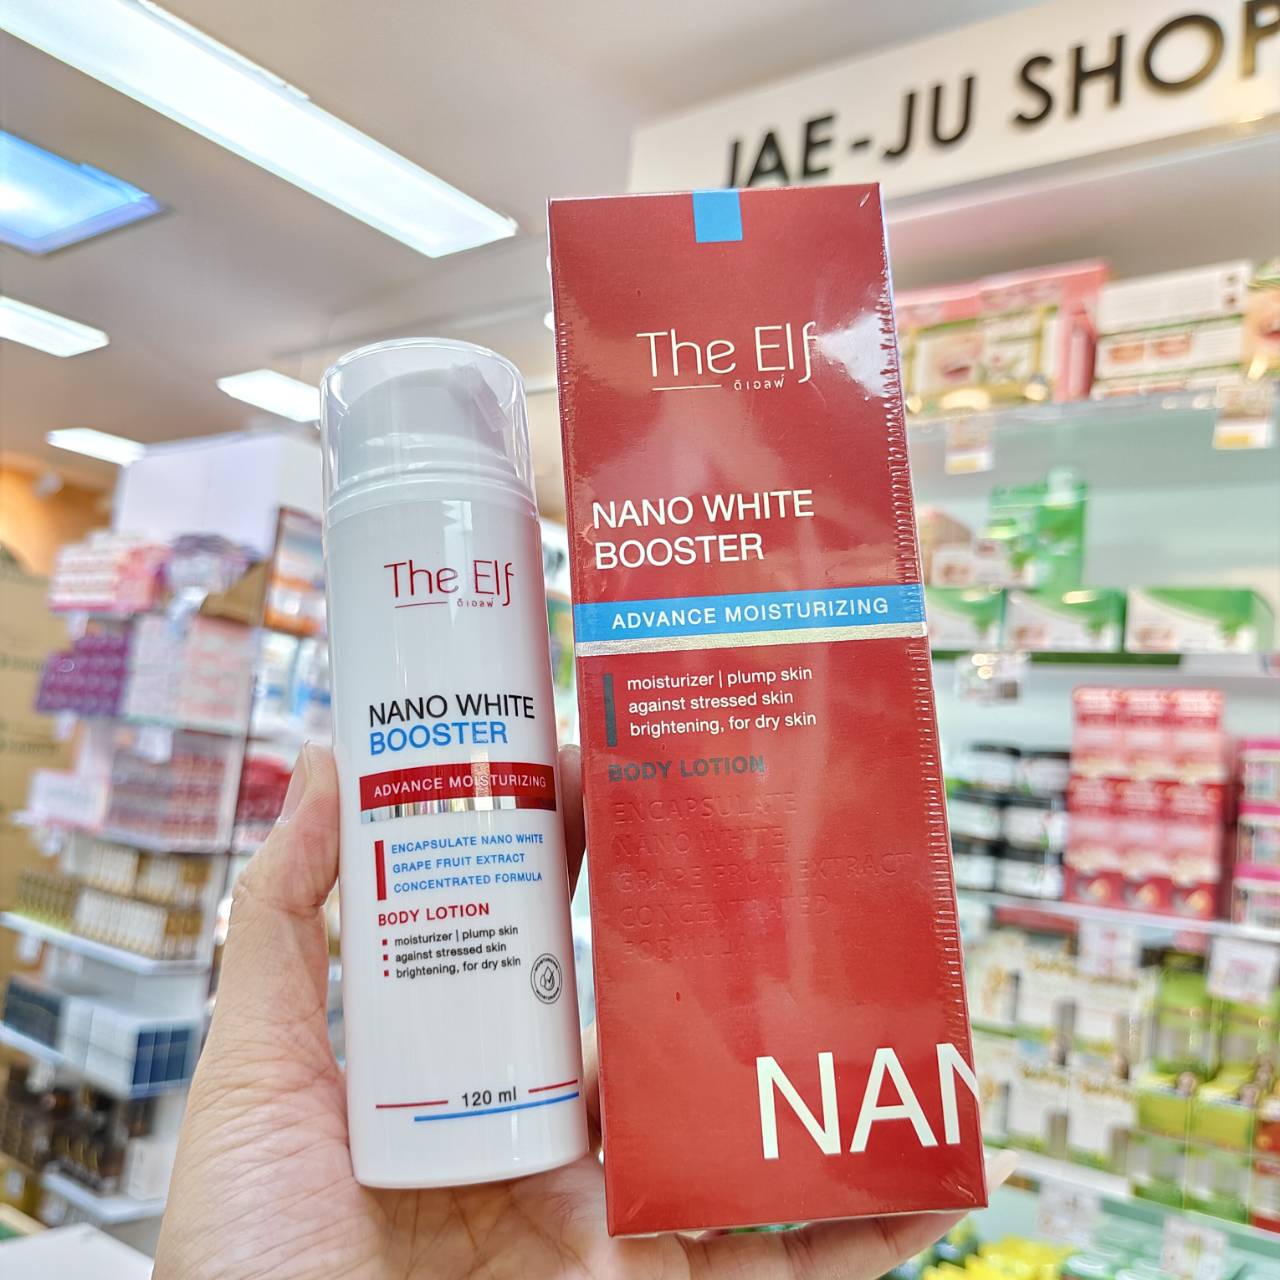 JAE-JU SHOP
The Elf
ดิเอลฟ์
NANO WHITE
BOOSTER
ADVANCE MOISTURIZING
moisturizer | plump skin
against stressed skin
brightening, for dry skin
BODY LOTION
ENCAPSULATE
NANO WHITE
GRAPE FRUIT EXTRACT
CONCENTRATED
FORMULA
NAN
The Elf
ดิเอลฟ์
NANO WHITE
BOOSTER
ADVANCE MOISTURIZING
ENCAPSULATE NANO WHITE
GRAPE FRUIT EXTRACT
CONCENTRATED FORMULA
BODY LOTION
moisturizer | plump skin
against stressed skin
brightening, for dry skin
120 ml